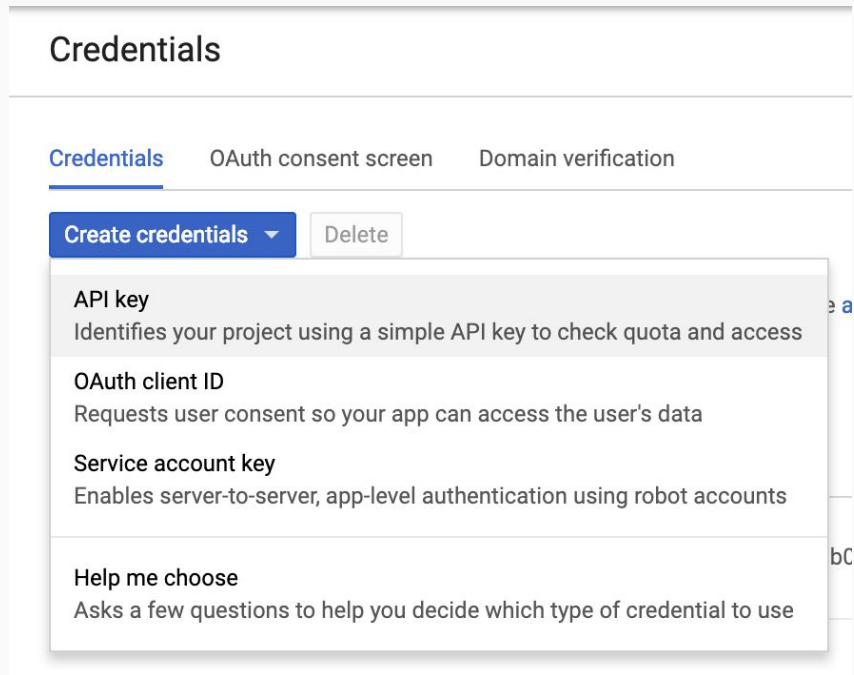 Credentials
Credentials OAuth consent screen Domain verification
Create credentials Delete
API key
Identifies your project using a simple API key to check quota and access
OAuth client ID
Requests user consent so your app can access the user's data
Service account key
Enables server-to-server, app-level authentication using robot accounts
Help me choose
Asks a few questions to help you decide which type of credential to use